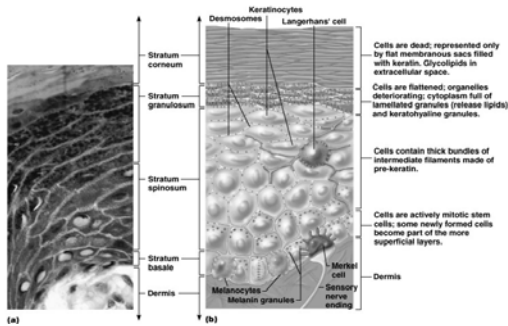 Keratinocytes
Desmosomes
Langerhans' cell
Stratum
corneum
Stratum
granulosum
Stratum
spinosum
Stratum
basale
Dermis
Cells are dead; represented only
by flat membranous sacs filled
with keratin. Glycolipids in
extracellular space.
Cells are flattened; organelles
deteriorating; cytoplasm full of
lamellated granules (release lipids)
and keratohyaline granules.
Cells contain thick bundles of
intermediate filaments made of
pre-keratin.
Cells are actively mitotic stem
cells; some newly formed cells
become part of the more
superficial layers.
Dermis
Merkel
cell
Sensory
nerve
ending
Melanocytes
Melanin granules
(a)
(b)